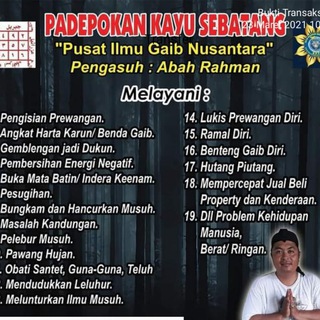 PADEPOKAN KAYU SEBATANG
"Pusat Ilmu Gaib Nusantara"
Pengasuh : Abah Rahman
Melayani :
Pengisian Prewangan.
Angkat Harta Karun/ Benda Gaib.
Gemblengan jadi Dukun.
Pembersihan Energi Negatif.
Buka Mata Batin/ Indera Keenam.
Pesugihan.
Bungkam dan Hancurkan Musuh.
Masalah Kandungan.
Pelebur Musuh.
Pawang Hujan.
Obati Santet, Guna-Guna, Teluh
Mendudukkan Leluhur.
Melunturkan Ilmu Musuh.
14. Lukis Prewangan Diri.
15. Ramal Diri.
16. Benteng Gaib Diri.
17. Hutang Piutang.
18. Mempercepat Jual Beli
Property dan Kenderaan.
19. Dll Problem Kehidupan
Manusia,
Berat/ Ringan.
Bukti Transaks